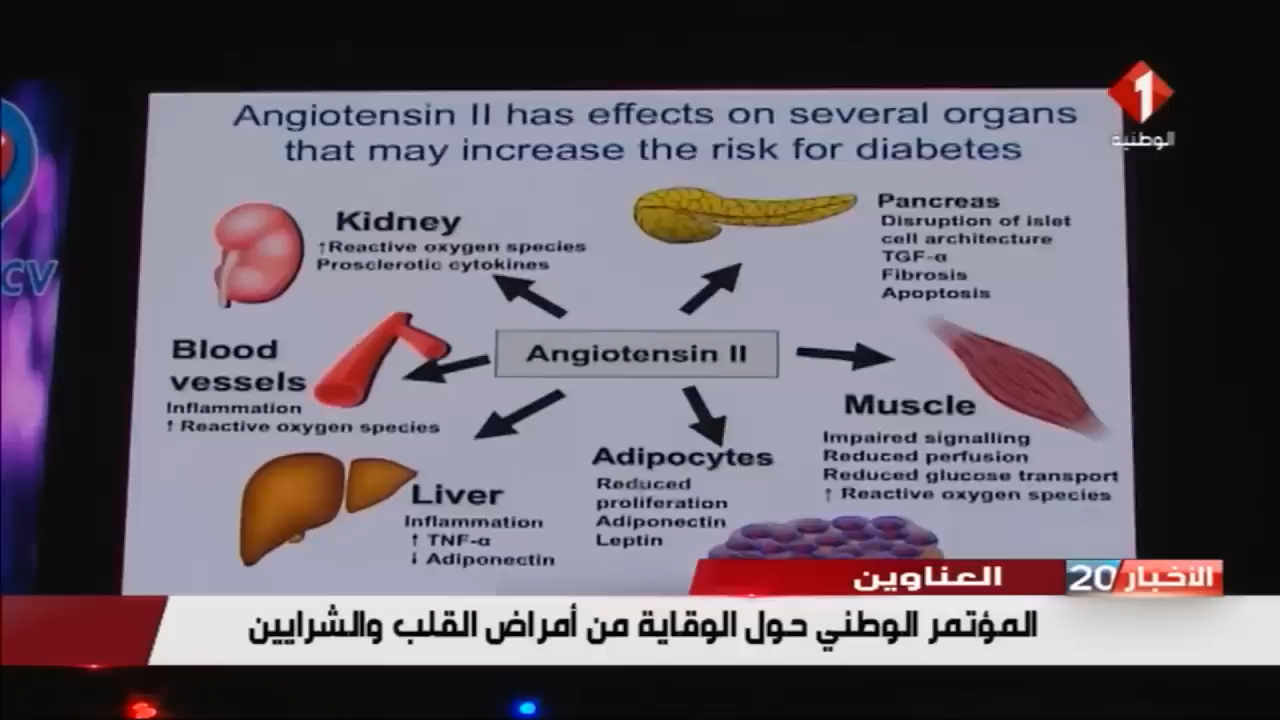 Angiotensin II has effects on several organs
that may increase the risk for diabetes
Kidney
↑Reactive oxygen species
Prosclerotic cytokines
Pancreas
Disruption of islet
cell architecture
TGF-α
Fibrosis
Apoptosis
Blood
vessels
Inflammation
↑ Reactive oxygen species
Angiotensin II
Muscle
Impaired signalling
Reduced perfusion
Reduced glucose transport
↑ Reactive oxygen species
Liver
Inflammation
↑ TNF-α
↓ Adiponectin
Adipocytes
Reduced
proliferation
Adiponectin
Leptin
1
الوطنية
CV
الأخبار 20
العناوين
المؤتمر الوطني حول الوقاية من أمراض القلب والشرايين